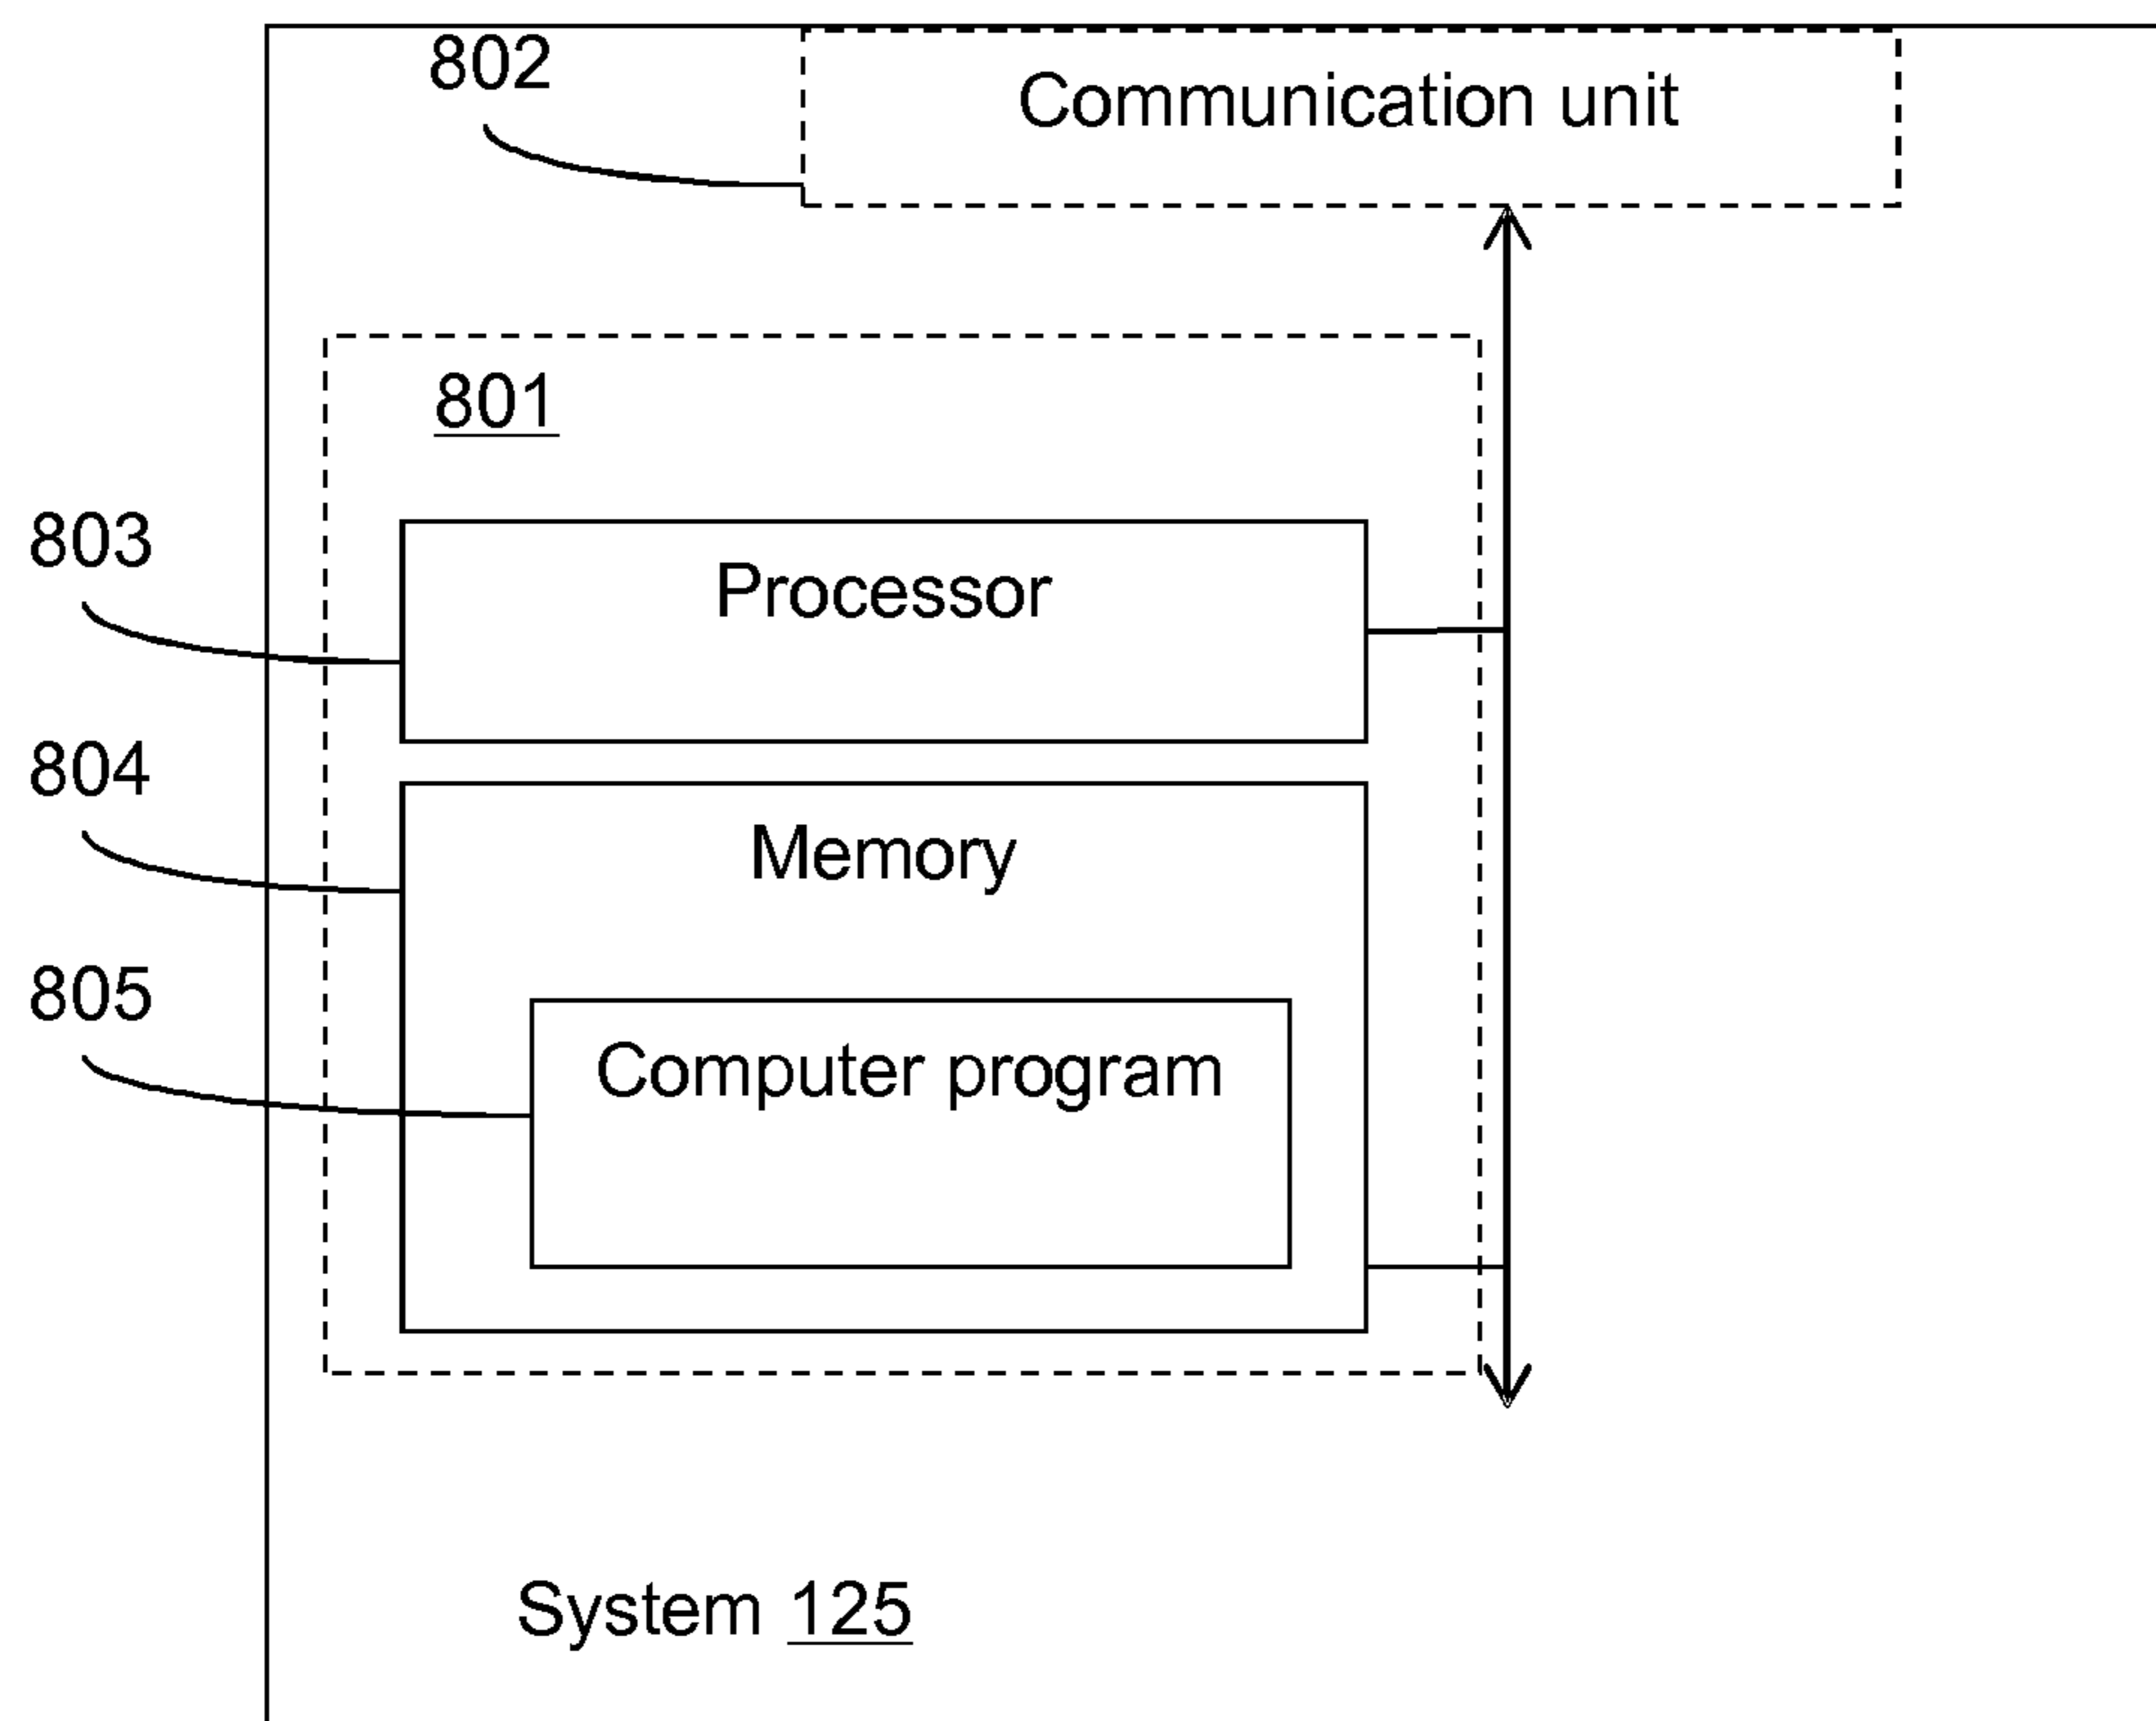 802
Communication unit
801
803
Processor
804
Memory
805
Computer program
System 125